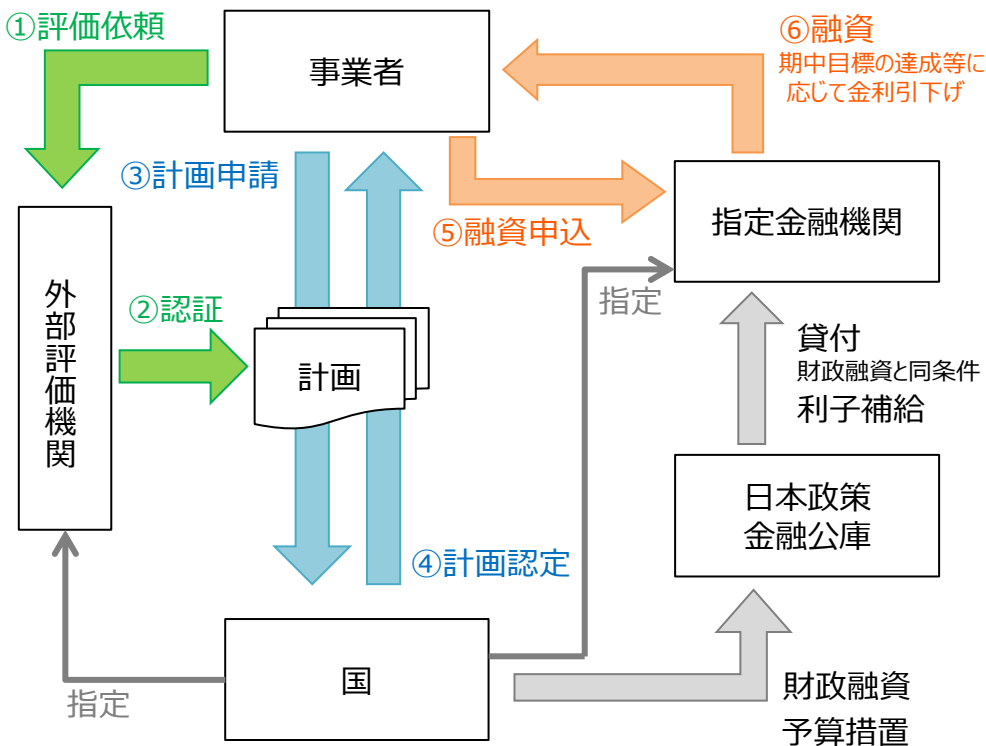 ①評価依頼
事業者
⑥融資
期中目標の達成等に
応じて金利引下げ
③計画申請
⑤融資申込
指定金融機関
外部評価機関
②認証
計画
指定
貸付
財政融資と同条件
利子補給
日本政策
金融公庫
④計画認定
国
指定
財政融資
予算措置